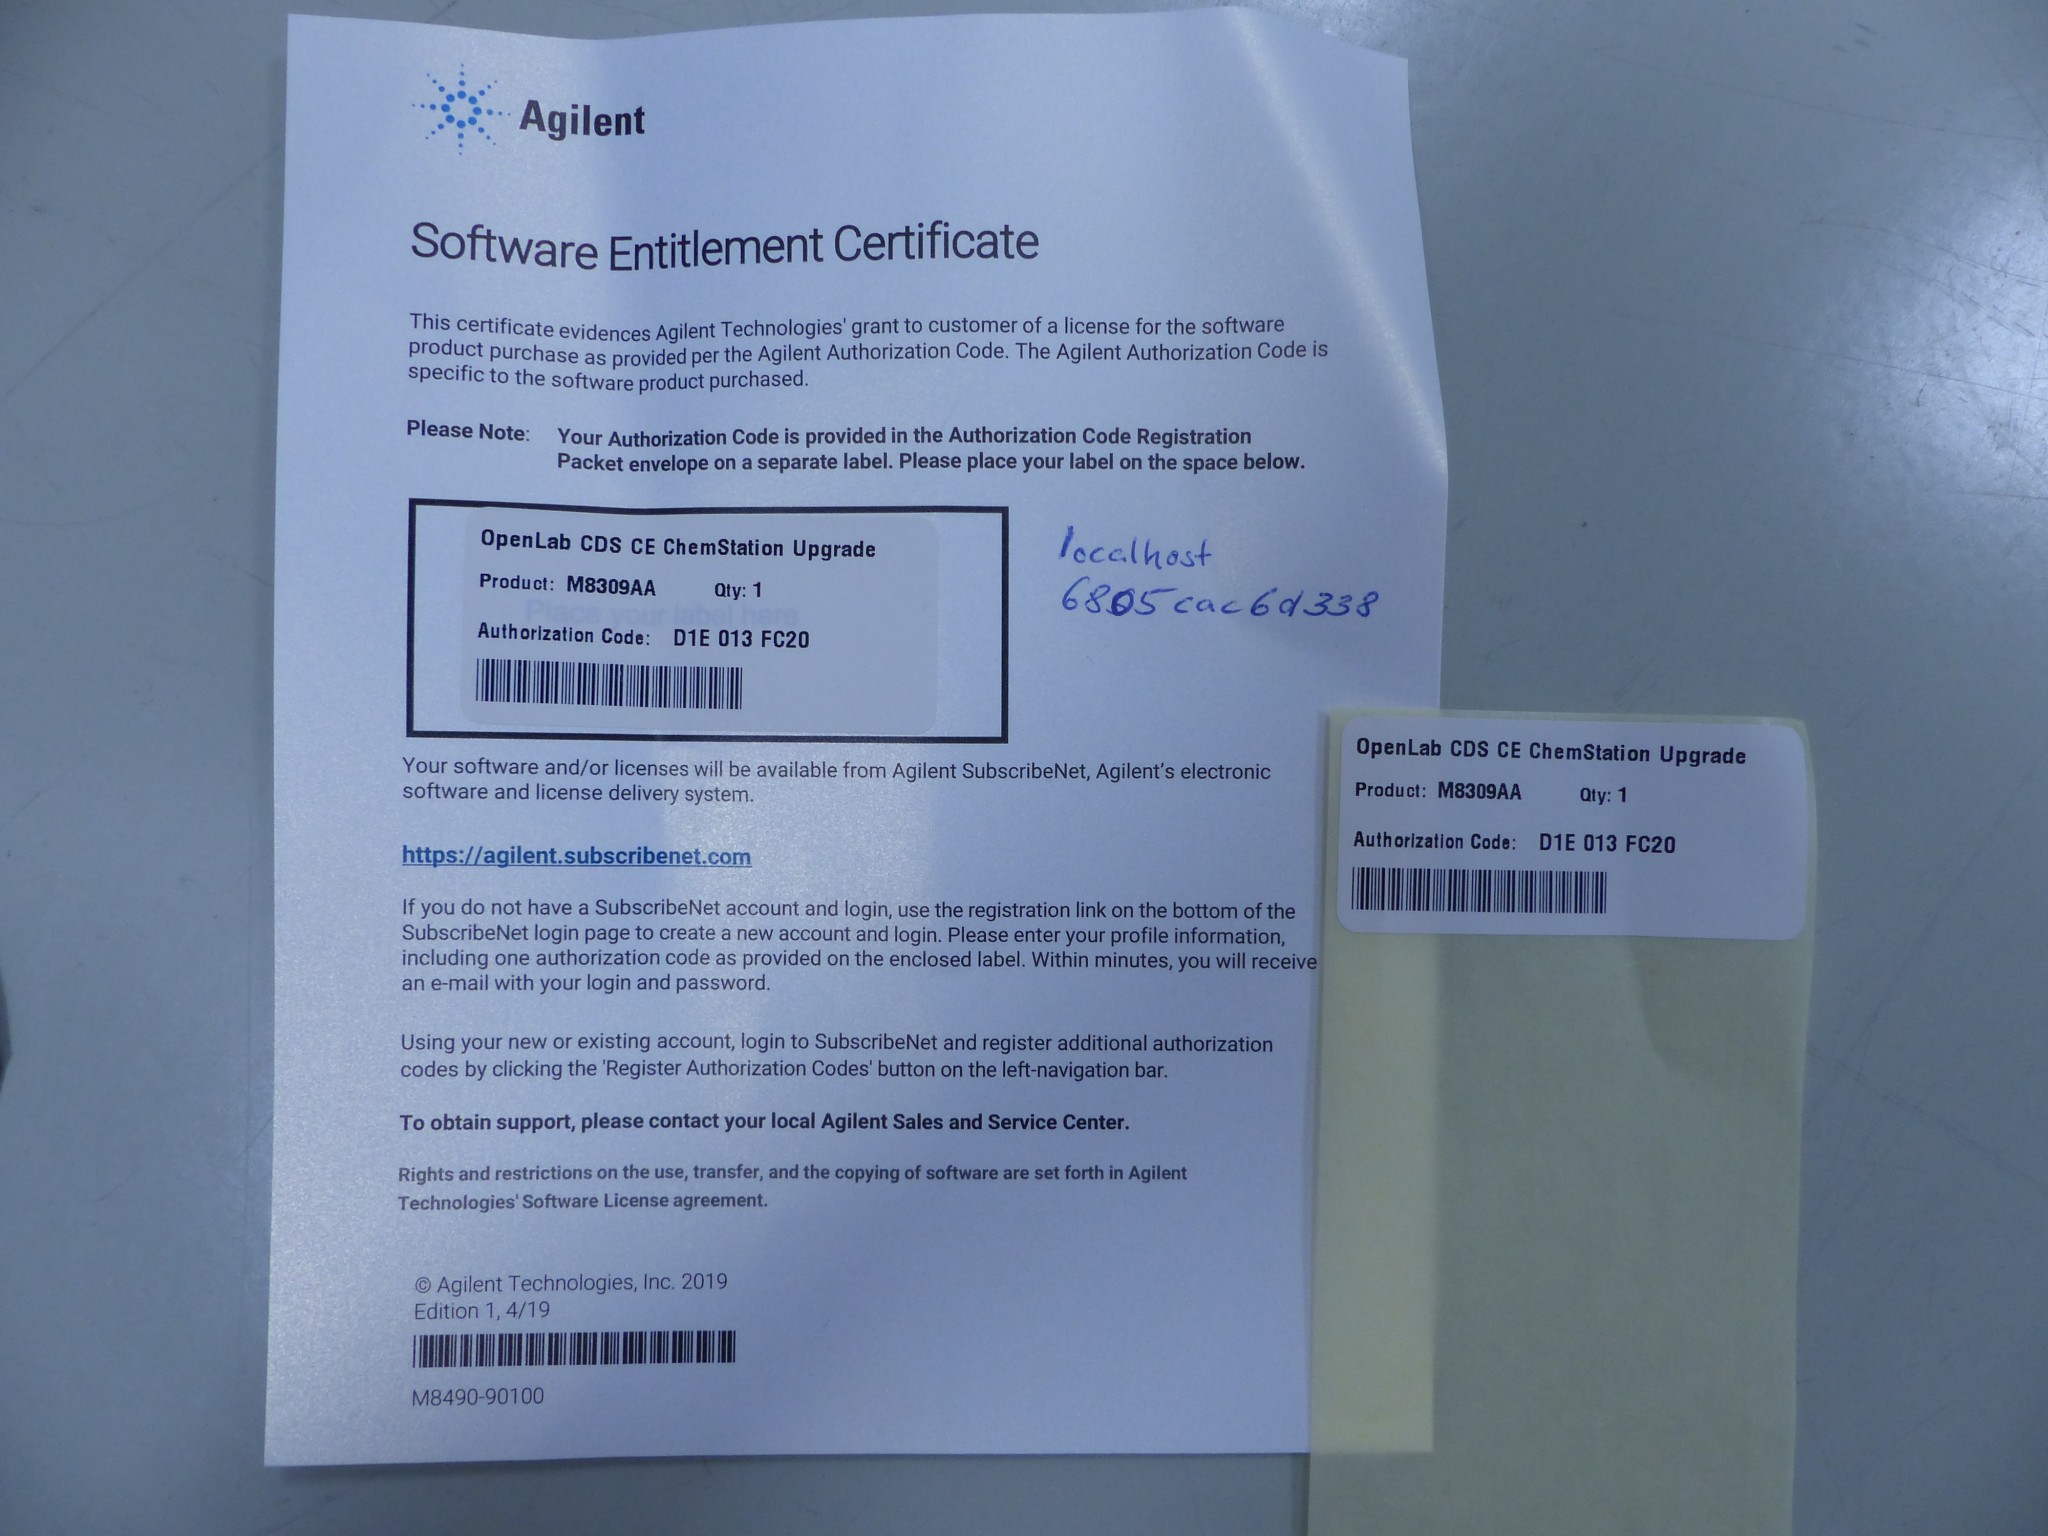 Agilent
Software Entitlement Certificate
This certificate evidences Agilent Technologies' grant to customer of a license for the software
product purchase as provided per the Agilent Authorization Code. The Agilent Authorization Code is
specific to the software product purchased.
Please Note: Your Authorization Code is provided in the Authorization Code Registration
Packet envelope on a separate label. Please place your label on the space below.
OpenLab CDS CE ChemStation Upgrade
Product: M8309AA Qty: 1
Place your label here
Authorization Code: D1E 013 FC20
localhost
6805cac6d338
Your software and/or licenses will be available from Agilent SubscribeNet, Agilent's electronic
software and license delivery system.
https://agilent.subscribenet.com
If you do not have a SubscribeNet account and login, use the registration link on the bottom of the
SubscribeNet login page to create a new account and login. Please enter your profile information,
including one authorization code as provided on the enclosed label. Within minutes, you will receive
an e-mail with your login and password.
Using your new or existing account, login to SubscribeNet and register additional authorization
codes by clicking the 'Register Authorization Codes' button on the left-navigation bar.
To obtain support, please contact your local Agilent Sales and Service Center.
Rights and restrictions on the use, transfer, and the copying of software are set forth in Agilent
Technologies' Software License agreement.
© Agilent Technologies, Inc. 2019
Edition 1, 4/19
M8490-90100
OpenLab CDS CE ChemStation Upgrade
Product: M8309AA Qty: 1
Authorization Code: D1E 013 FC20